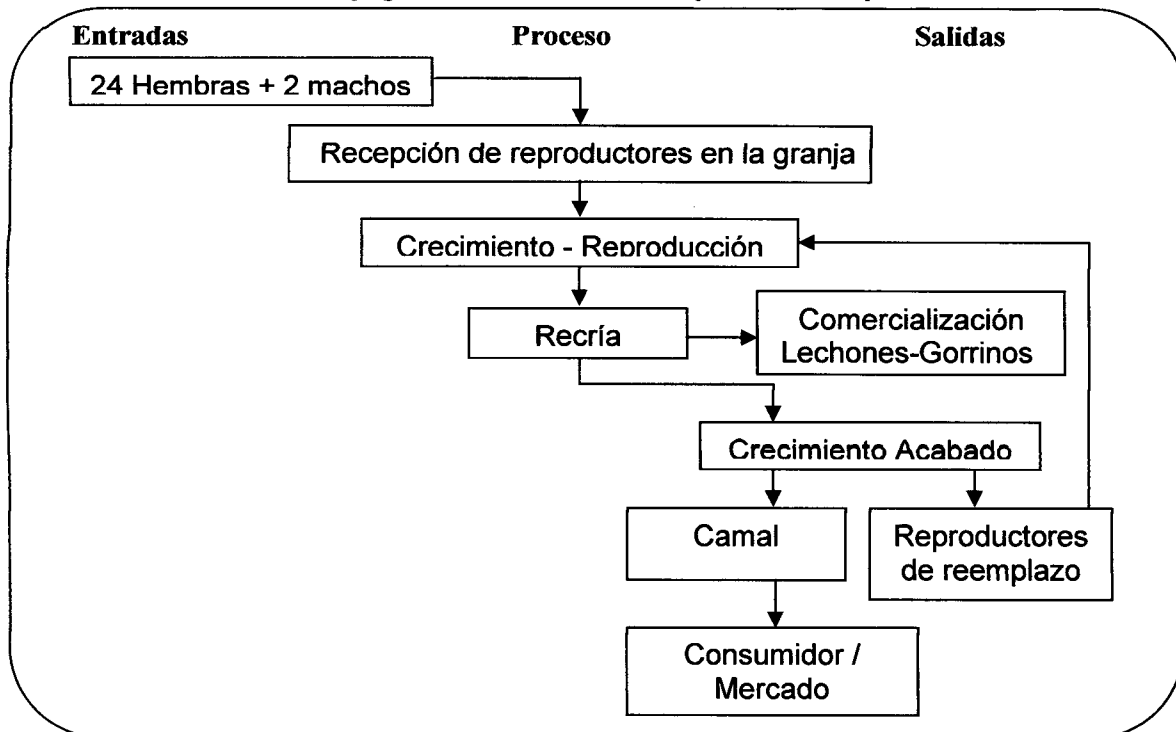 Entradas
Proceso
Salidas
24 Hembras + 2 machos
Recepción de reproductores en la granja
Crecimiento - Reproducción
Recría
Comercialización
Lechones-Gorrinos
Crecimiento Acabado
Camal
Reproductores
de reemplazo
Consumidor /
Mercado